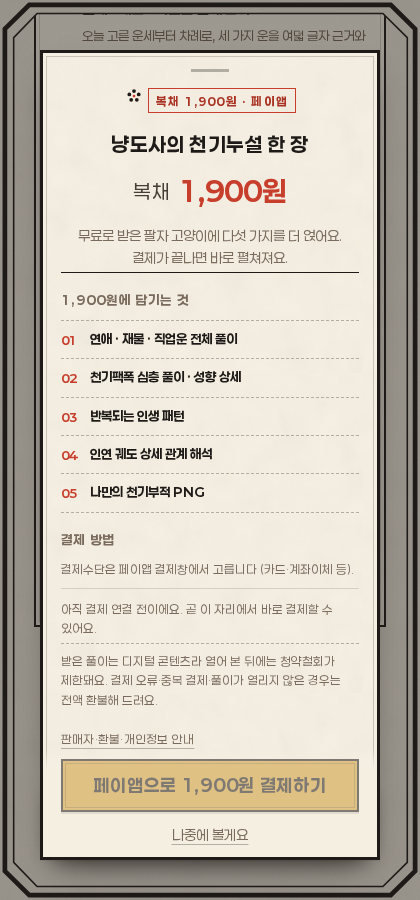 오늘 고른 운세부터 차례로, 세 가지 운을 여덟 글자 근거와
복채 1,900원 · 페이앱
냥도사의 천기누설 한 장
복채 1,900원
무료로 받은 팔자 고양이에 다섯 가지를 더 얹어요.
결제가 끝나면 바로 펼쳐져요.
1,900원에 담기는 것
01 연애 · 재물 · 직업운 전체 풀이
02 천기팩폭 심층 풀이 · 성향 상세
03 반복되는 인생 패턴
04 인연 궤도 상세 관계 해석
05 나만의 천기부적 PNG
결제 방법
결제수단은 페이앱 결제창에서 고릅니다 (카드·계좌이체 등).
아직 결제 연결 전이에요. 곧 이 자리에서 바로 결제할 수
있어요.
받은 풀이는 디지털 콘텐츠라 열어 본 뒤에는 청약철회가
제한돼요. 결제 오류·중복 결제·풀이가 열리지 않은 경우는
전액 환불해 드려요.
판매자·환불·개인정보 안내
페이앱으로 1,900원 결제하기
나중에 볼게요